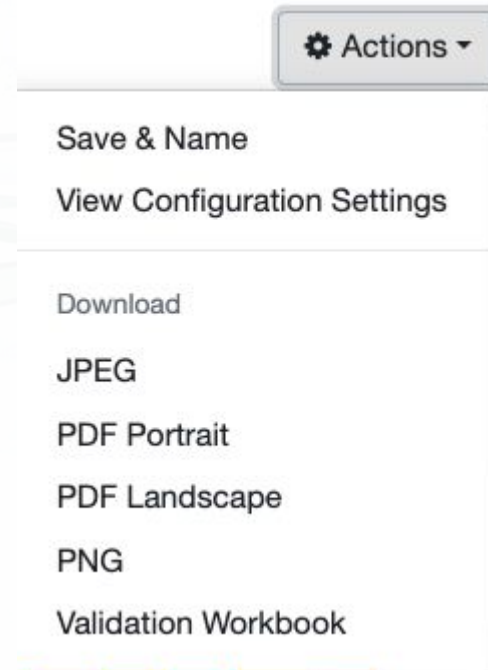 Actions
Save & Name
View Configuration Settings
Download
JPEG
PDF Portrait
PDF Landscape
PNG
Validation Workbook